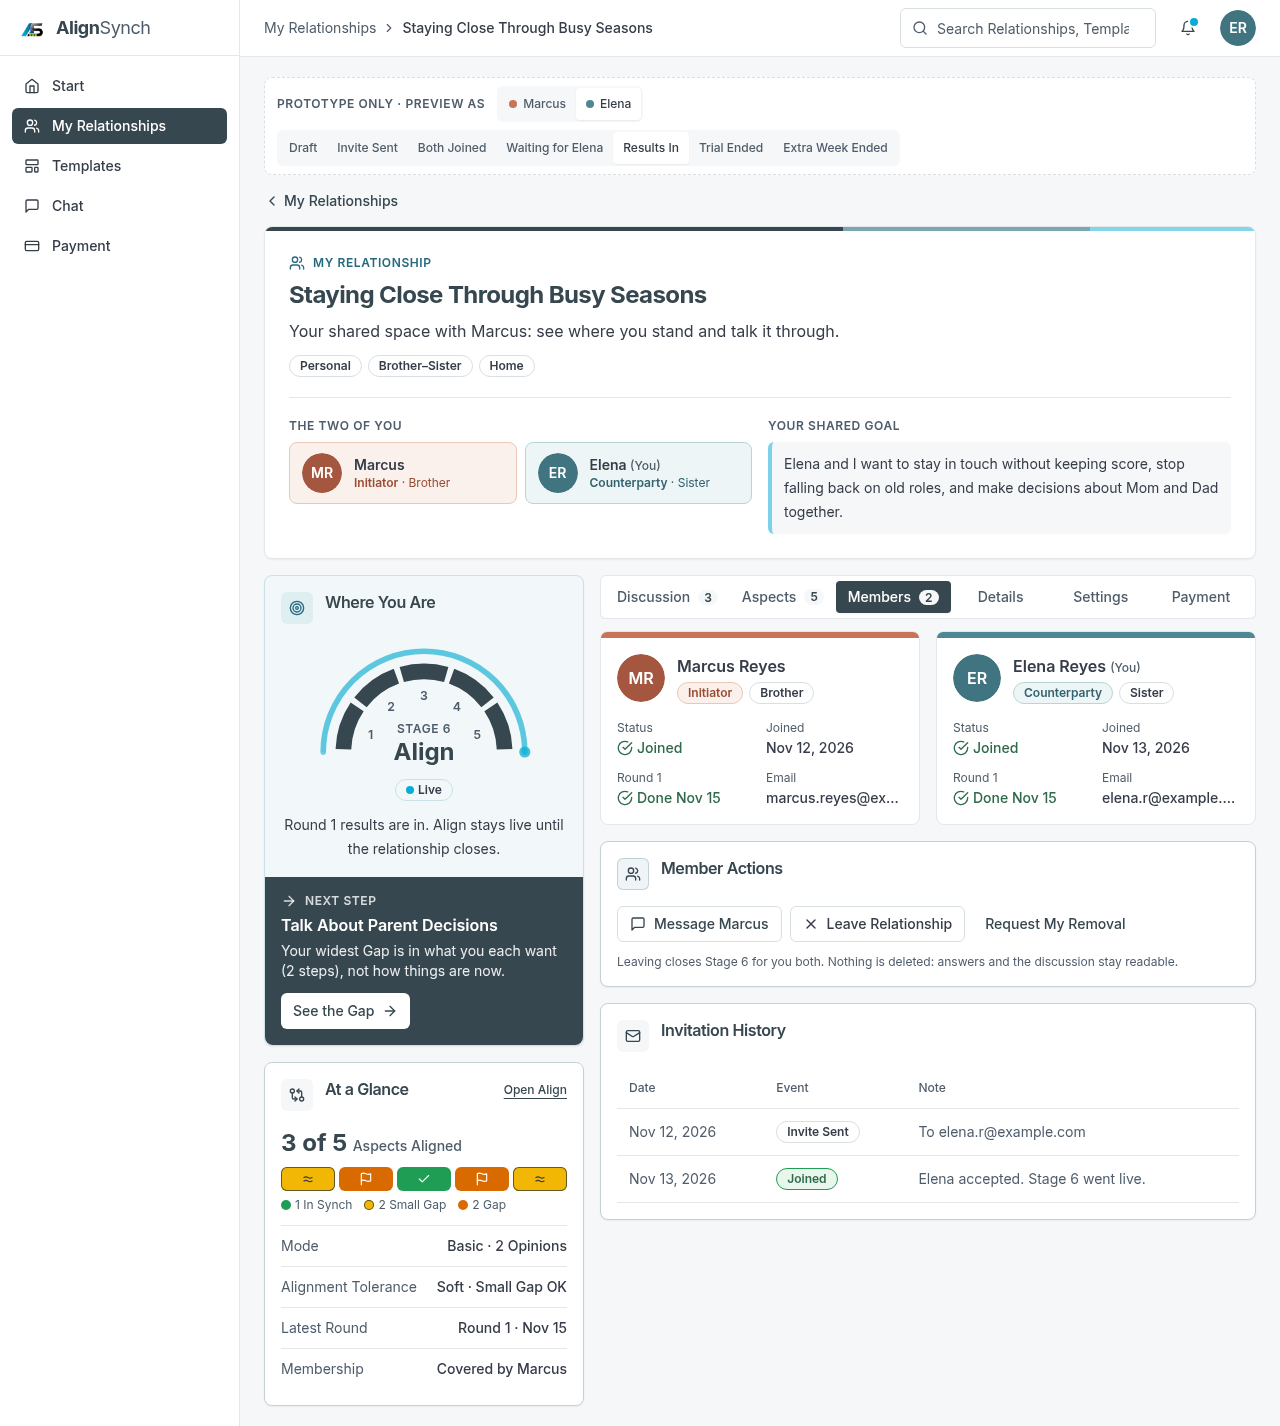 AlignSynch
My Relationships > Staying Close Through Busy Seasons
Search Relationships, Templa
ER
Start
My Relationships
Templates
Chat
Payment
PROTOTYPE ONLY · PREVIEW AS
Marcus
Elena
Draft
Invite Sent
Both Joined
Waiting for Elena
Results In
Trial Ended
Extra Week Ended
My Relationships
MY RELATIONSHIP
Staying Close Through Busy Seasons
Your shared space with Marcus: see where you stand and talk it through.
Personal
Brother–Sister
Home
THE TWO OF YOU
MR
Marcus
Initiator · Brother
ER
Elena (You)
Counterparty · Sister
YOUR SHARED GOAL
Elena and I want to stay in touch without keeping score, stop
falling back on old roles, and make decisions about Mom and Dad
together.
Where You Are
1
2
3
4
5
STAGE 6
Align
Live
Round 1 results are in. Align stays live until
the relationship closes.
NEXT STEP
Talk About Parent Decisions
Your widest Gap is in what you each want
(2 steps), not how things are now.
See the Gap
At a Glance
Open Align
3 of 5 Aspects Aligned
1 In Synch
2 Small Gap
2 Gap
Mode
Basic · 2 Opinions
Alignment Tolerance
Soft · Small Gap OK
Latest Round
Round 1 · Nov 15
Membership
Covered by Marcus
Discussion 3
Aspects 5
Members 2
Details
Settings
Payment
MR
Marcus Reyes
Initiator
Brother
Status
Joined
Joined
Nov 12, 2026
Round 1
Done Nov 15
Email
marcus.reyes@ex...
ER
Elena Reyes (You)
Counterparty
Sister
Status
Joined
Joined
Nov 13, 2026
Round 1
Done Nov 15
Email
elena.r@example....
Member Actions
Message Marcus
Leave Relationship
Request My Removal
Leaving closes Stage 6 for you both. Nothing is deleted: answers and the discussion stay readable.
Invitation History
Date
Event
Note
Nov 12, 2026
Invite Sent
To elena.r@example.com
Nov 13, 2026
Joined
Elena accepted. Stage 6 went live.